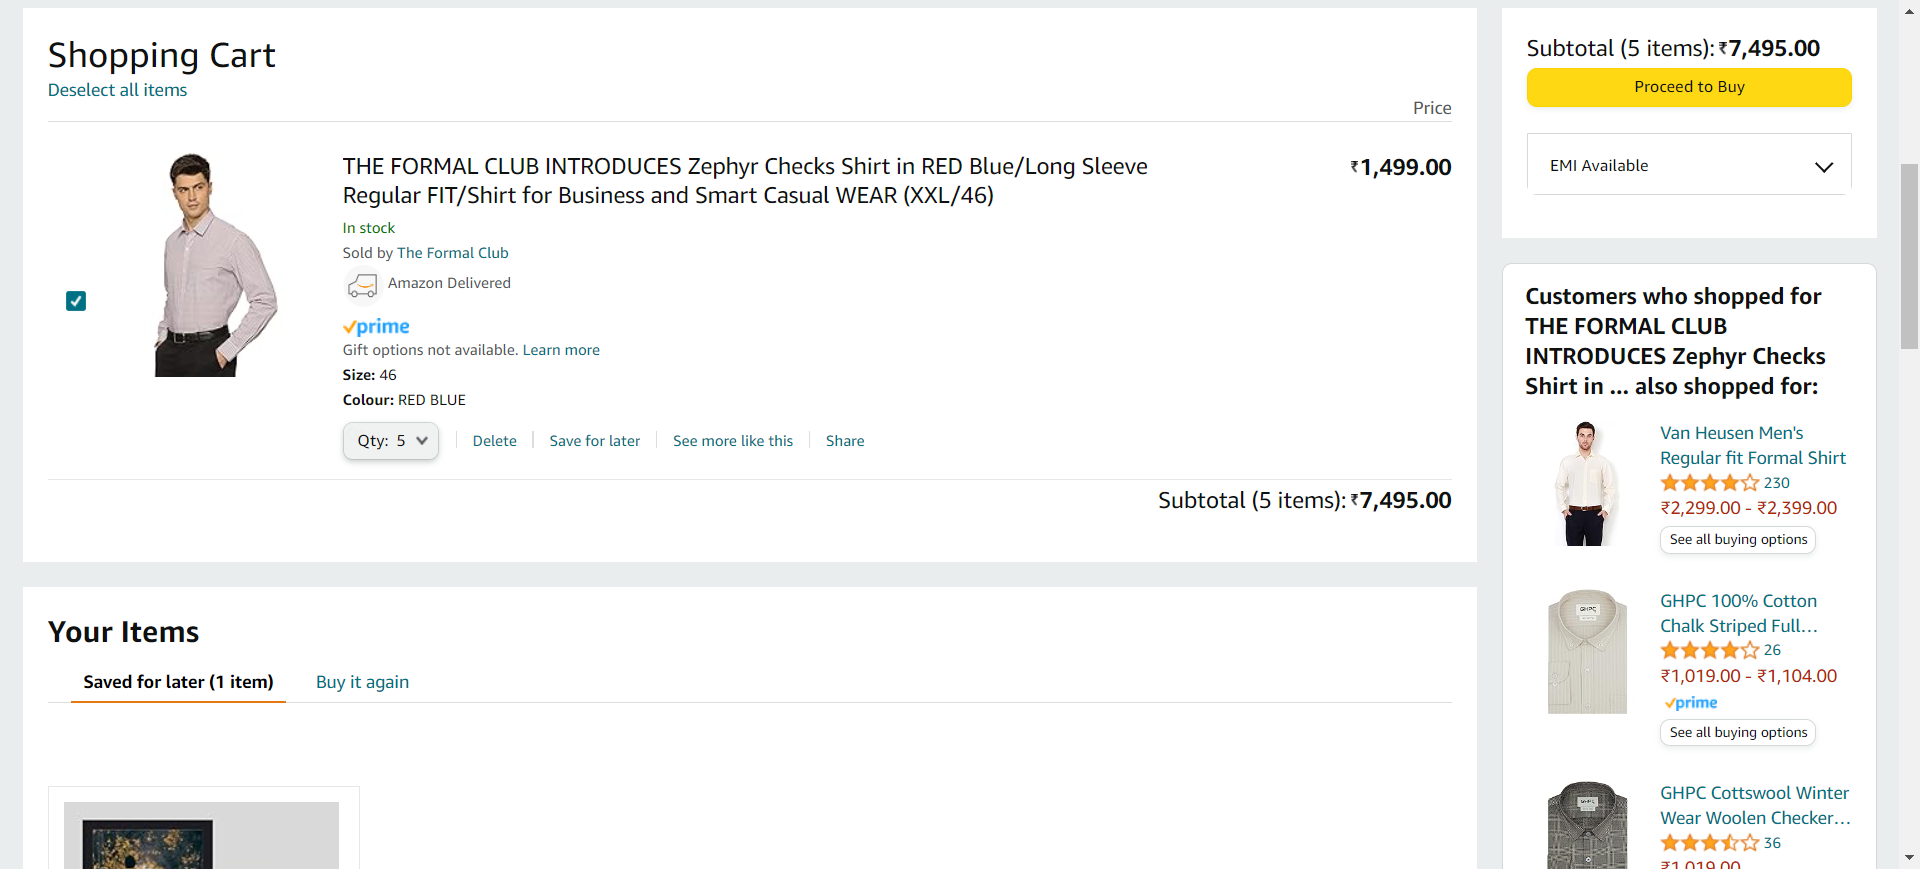 Shopping Cart
Deselect all items
Price
THE FORMAL CLUB INTRODUCES Zephyr Checks Shirt in RED Blue/Long Sleeve
Regular FIT/Shirt for Business and Smart Casual WEAR (XXL/46)
₹1,499.00
In stock
Sold by The Formal Club
Amazon Delivered
prime
Gift options not available. Learn more
Size: 46
Colour: RED BLUE
Qty: 5
Delete
Save for later
See more like this
Share
Subtotal (5 items): ₹7,495.00
Your Items
Saved for later (1 item)
Buy it again
Subtotal (5 items): ₹7,495.00
Proceed to Buy
EMI Available
Customers who shopped for
THE FORMAL CLUB
INTRODUCES Zephyr Checks
Shirt in ... also shopped for:
Van Heusen Men's
Regular fit Formal Shirt
230
₹2,299.00 - ₹2,399.00
See all buying options
GHPC
GHPC 100% Cotton
Chalk Striped Full...
26
₹1,019.00 - ₹1,104.00
prime
See all buying options
GHPC
GHPC Cottswool Winter
Wear Woolen Checker...
36
₹1,019.00